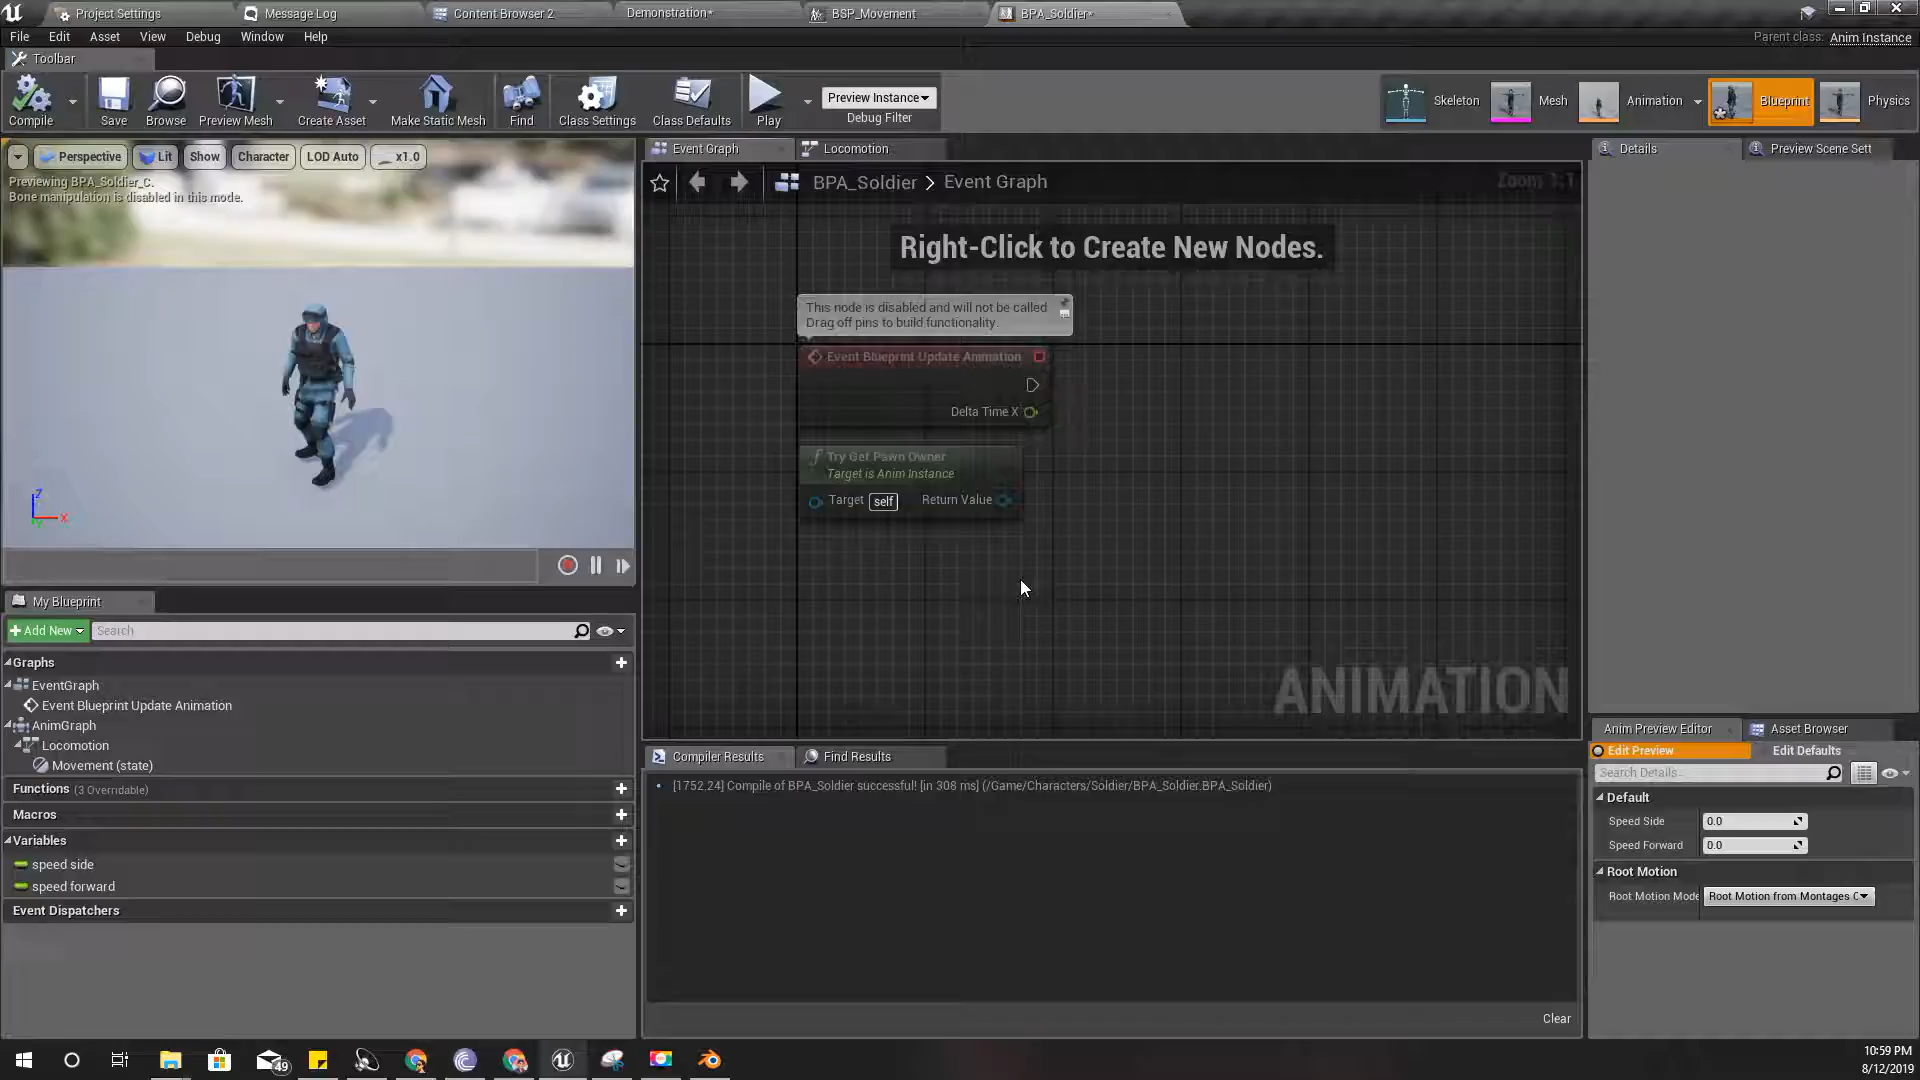 Project Settings
Message Log
Content Browser 2
Demonstration*
BSP_Movement
BPA_Soldier*
File Edit Asset View Debug Window Help
Parent class: Anim Instance
Toolbar
Compile
Save
Browse
Preview Mesh
Create Asset
Make Static Mesh
Find
Class Settings
Class Defaults
Play
Preview Instance
Debug Filter
Skeleton
Mesh
Animation
Blueprint
Physics
Perspective
Lit
Show
Character
LOD Auto
x1.0
Previewing BPA_Soldier_C.
Bone manipulation is disabled in this mode.
Z
X
Event Graph
Locomotion
BPA_Soldier > Event Graph
Zoom 1:1
Right-Click to Create New Nodes.
This node is disabled and will not be called
Drag off pins to build functionality.
Event Blueprint Update Animation
Delta Time X
Try Get Pawn Owner
Target is Anim Instance
Target self
Return Value
ANIMATION
Details
Preview Scene Sett
My Blueprint
+ Add New
Search
Graphs
EventGraph
Event Blueprint Update Animation
AnimGraph
Locomotion
Movement (state)
Functions (3 Overridable)
Macros
Variables
speed side
speed forward
Event Dispatchers
Compiler Results
Find Results
[1752.24] Compile of BPA_Soldier successful! [in 308 ms] (/Game/Characters/Soldier/BPA_Soldier.BPA_Soldier)
Clear
Anim Preview Editor
Asset Browser
Edit Preview
Edit Defaults
Search Details
Default
Speed Side 0.0
Speed Forward 0.0
Root Motion
Root Motion Mode Root Motion from Montages O
49
10:59 PM
8/12/2019